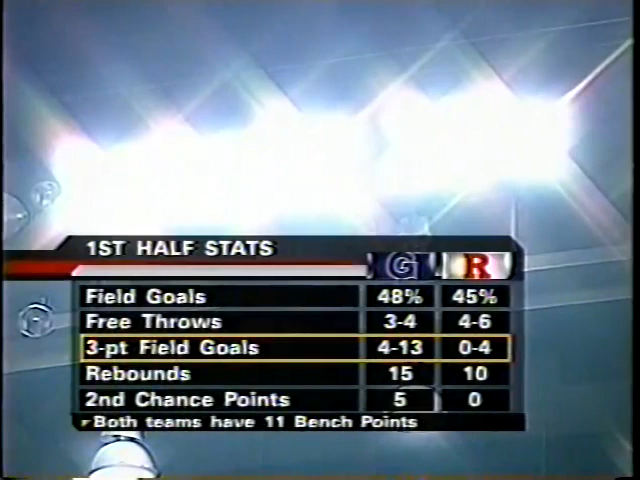 1ST HALF STATS
G R
Field Goals 48% 45%
Free Throws 3-4 4-6
3-pt Field Goals 4-13 0-4
Rebounds 15 10
2nd Chance Points 5 0
Both teams have 11 Bench Points